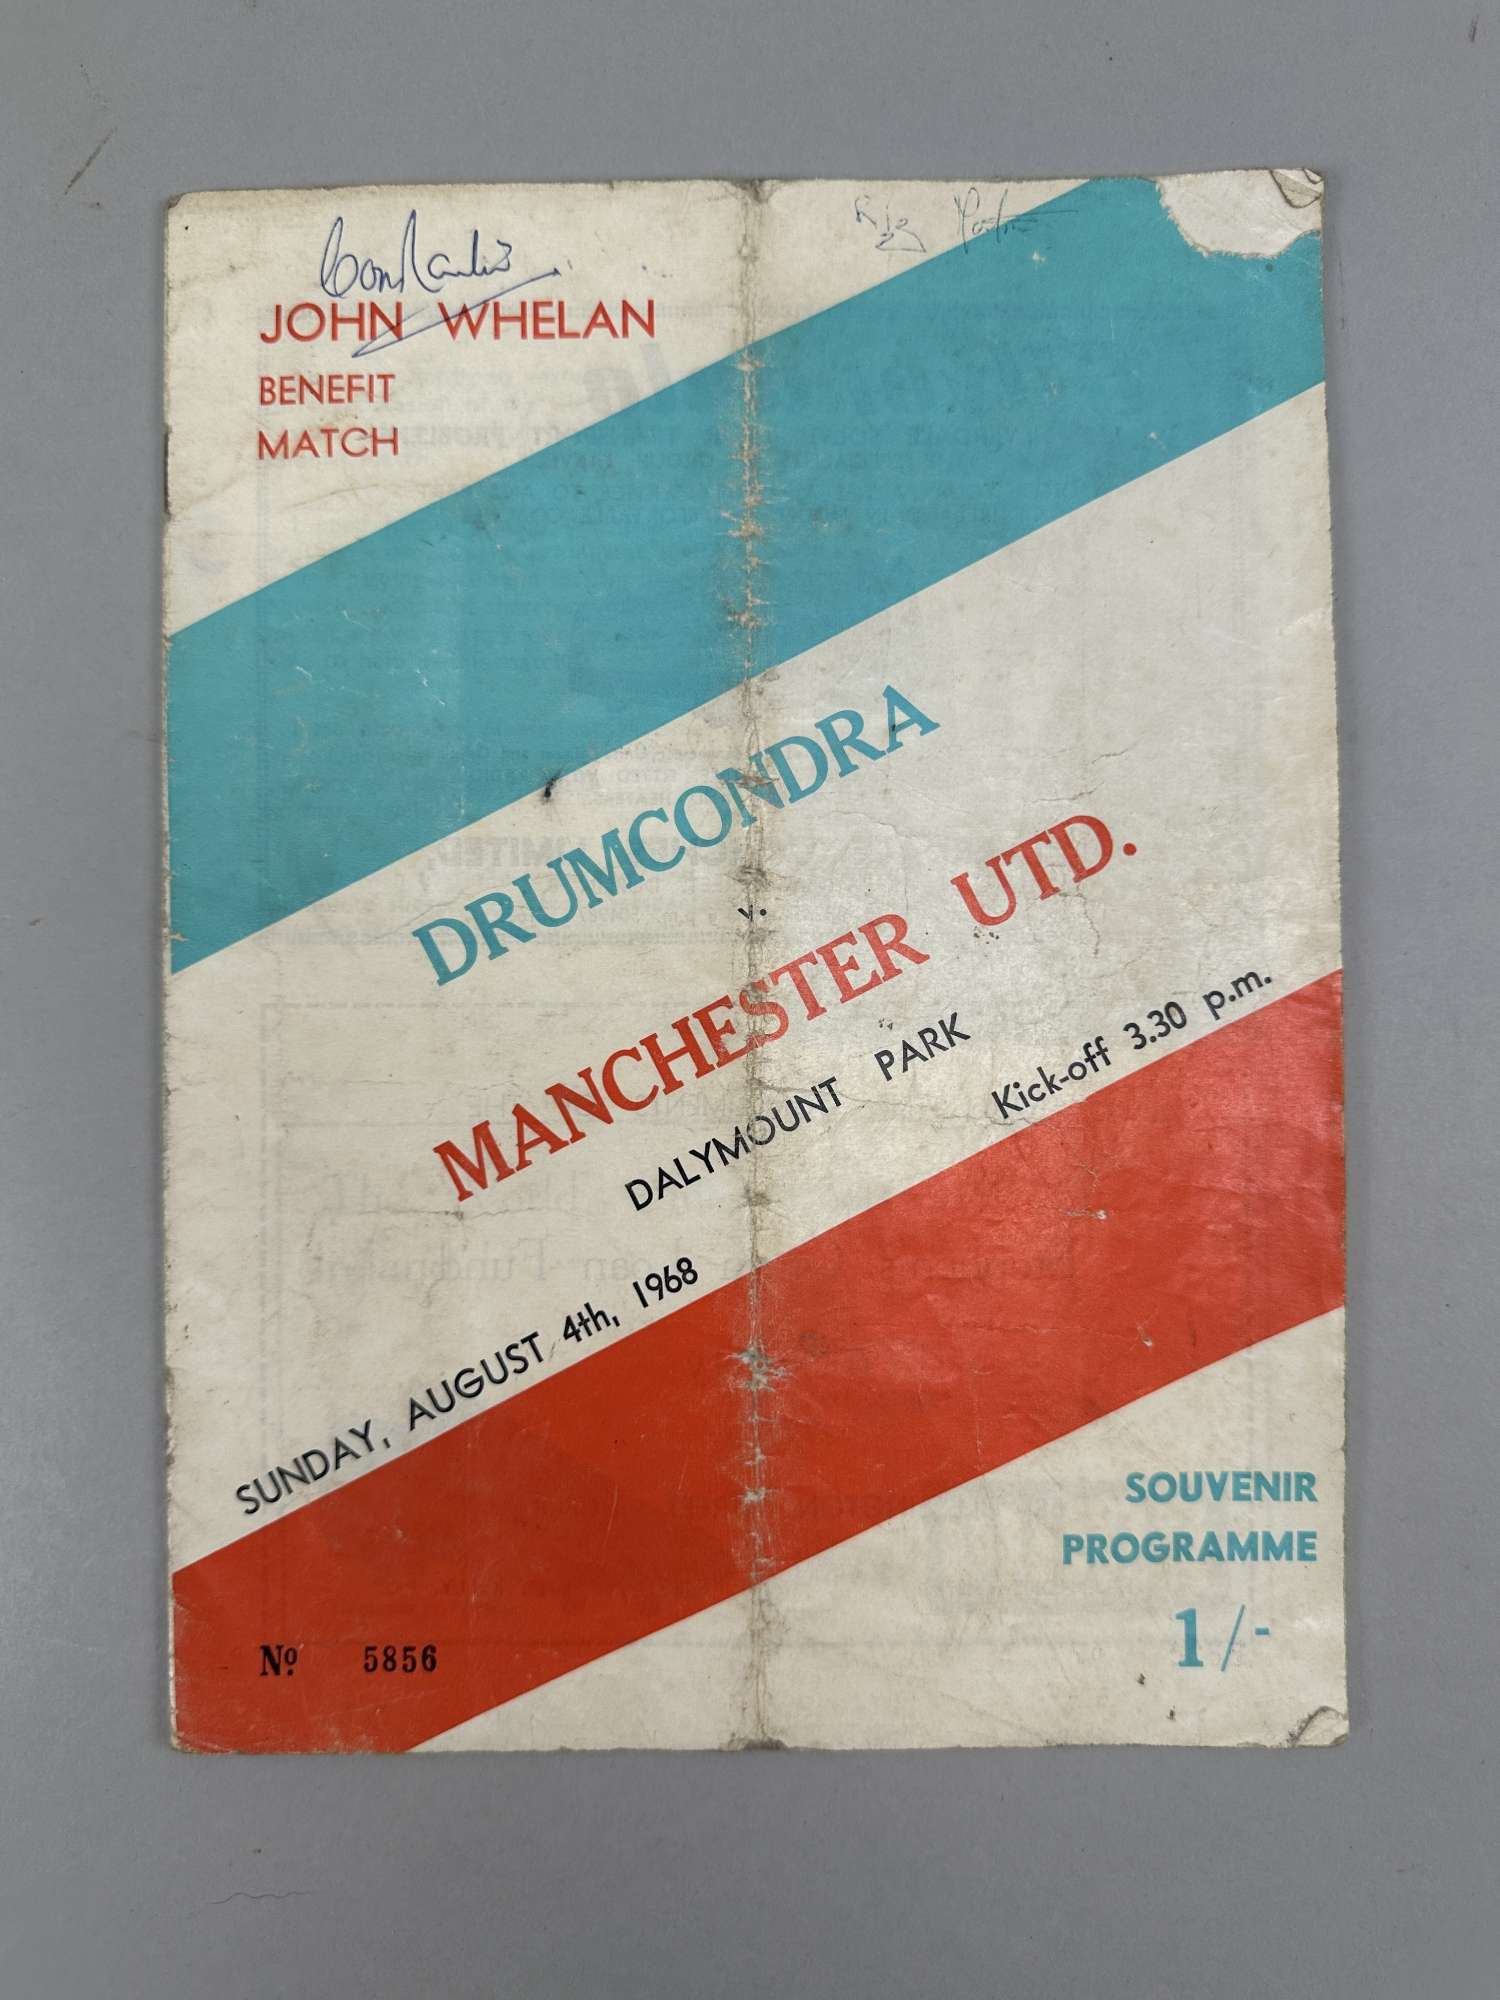 JOHN WHELAN
BENEFIT
MATCH
DRUMCONDRA
v.
MANCHESTER UTD.
DALYMOUNT PARK
Kick-off 3.30 p.m.
SUNDAY, AUGUST 4th, 1968
SOUVENIR
PROGRAMME
1/-
Nº 5856